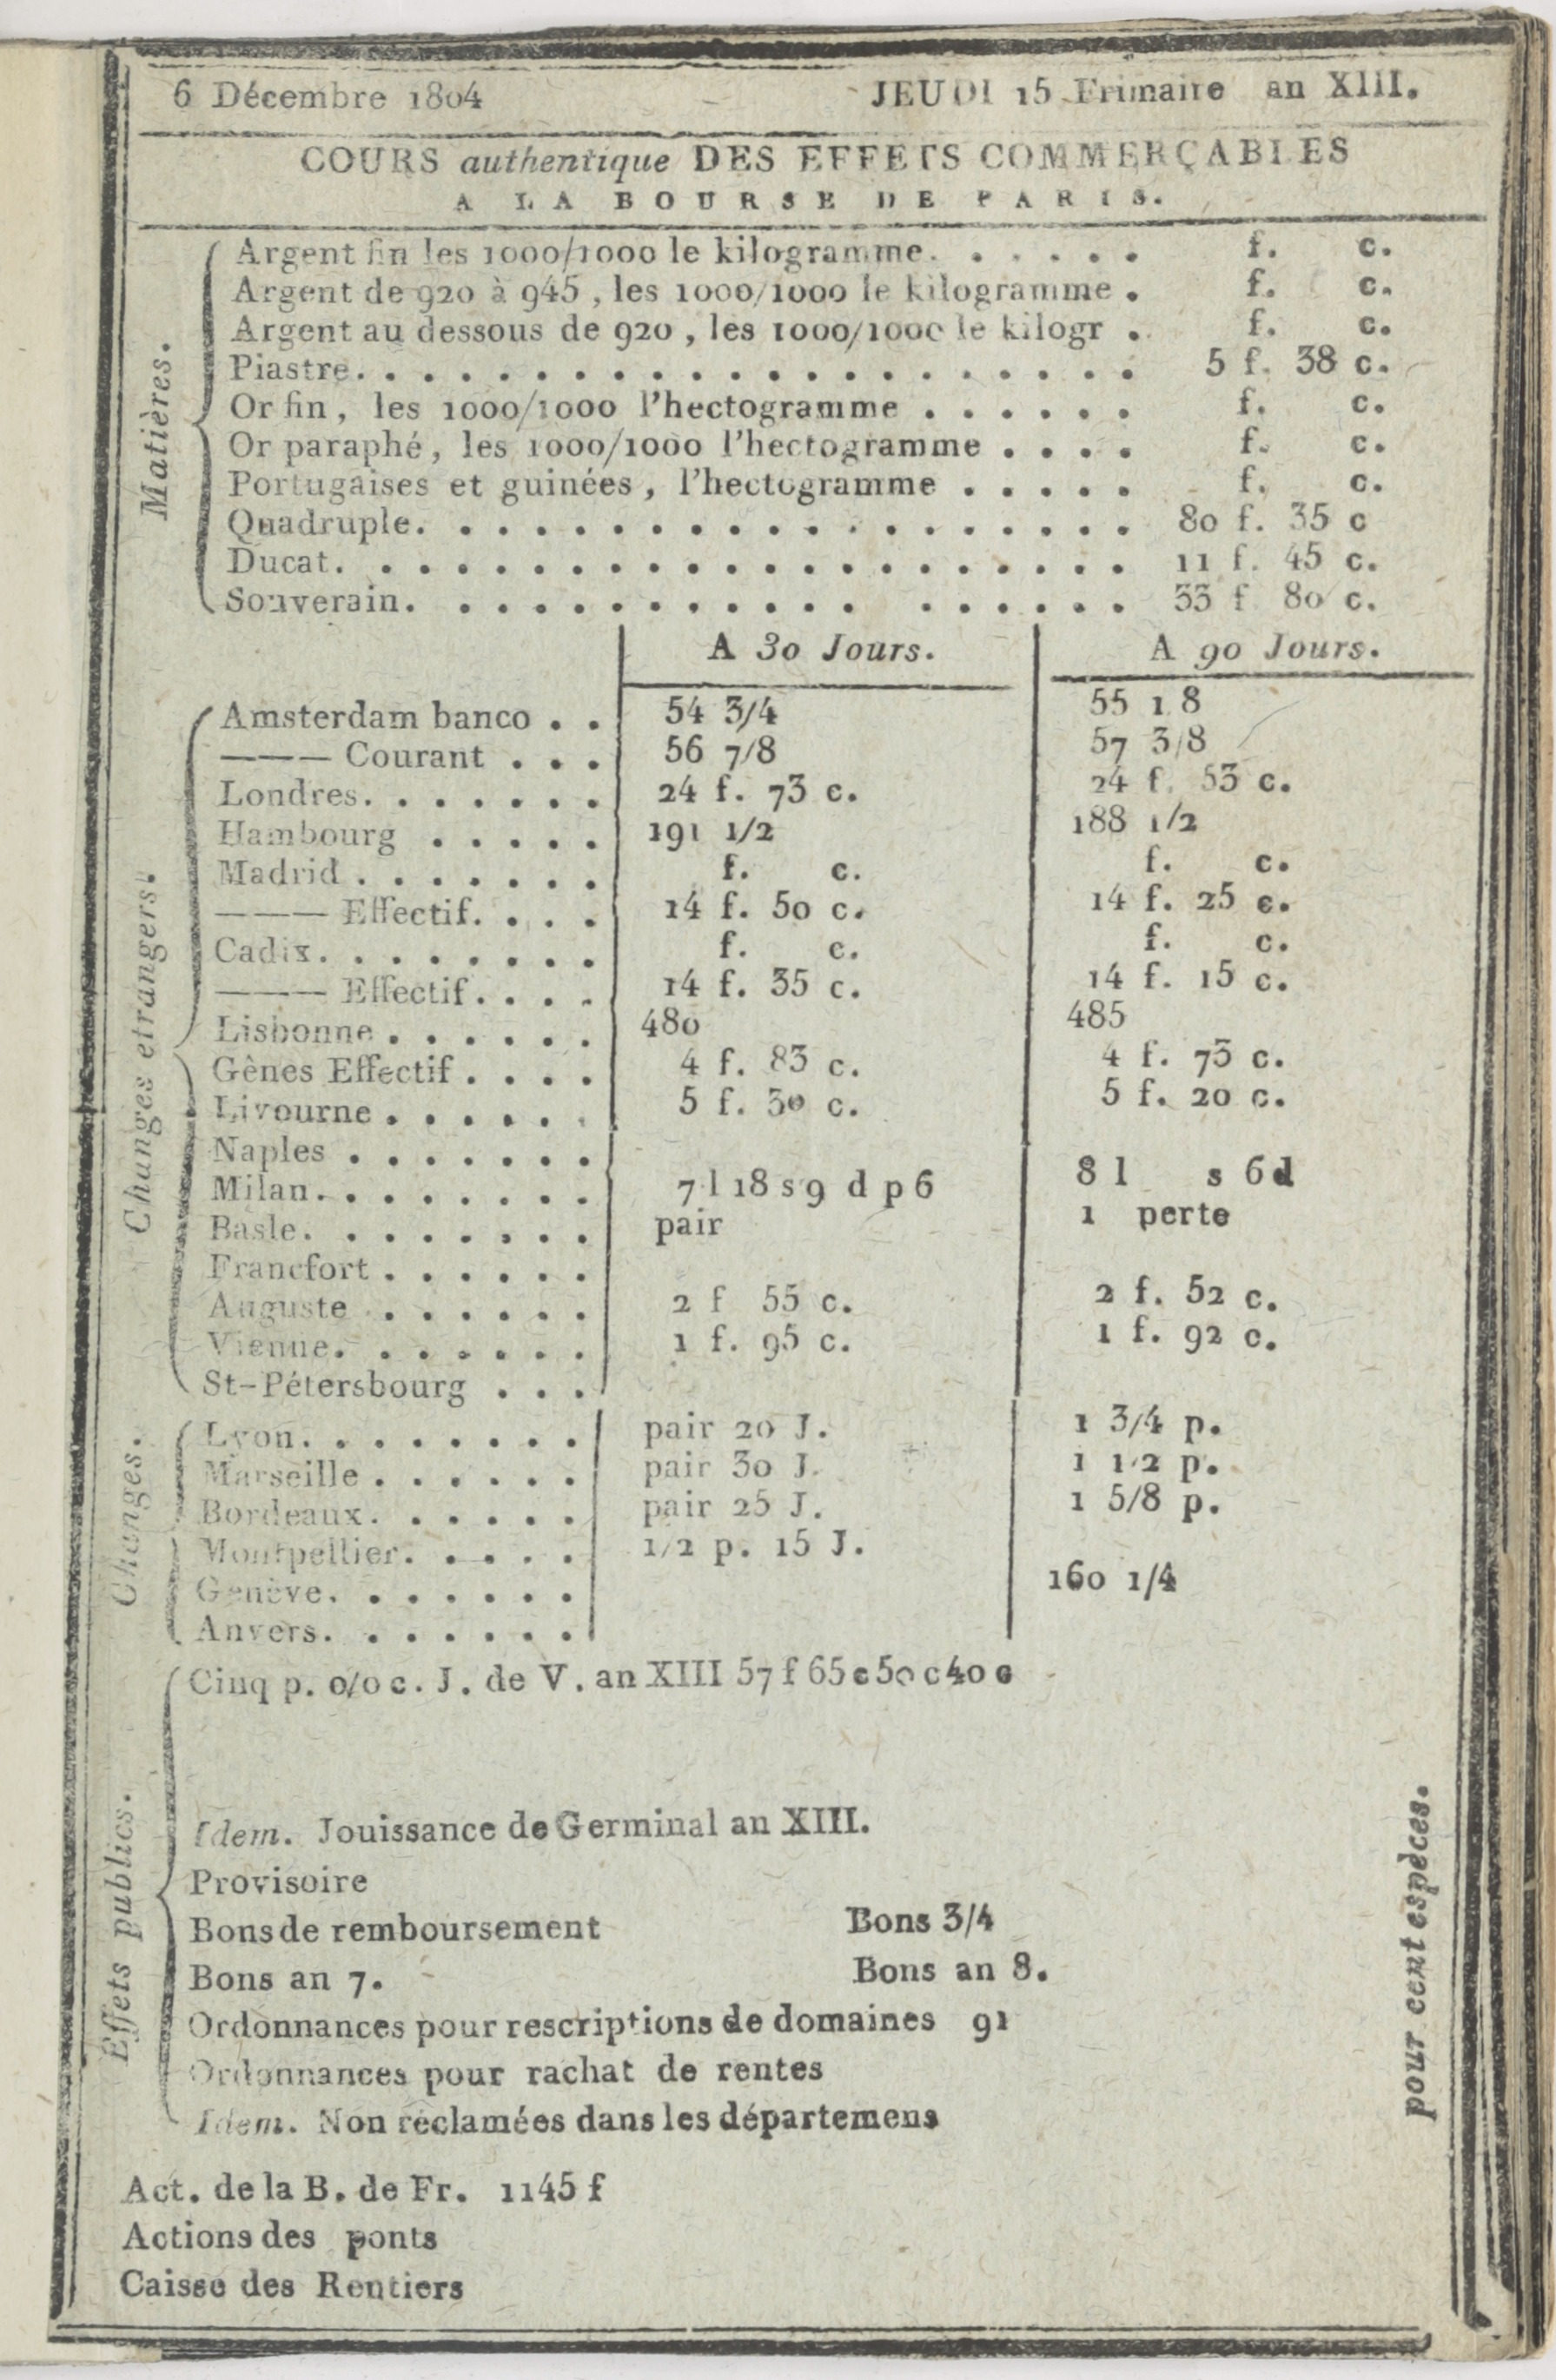 6 Décembre 1804 JEUDI 15 Frimaire an XIII.
COURS authentique DES EFFETS COMMERÇABLES
A LA BOURSE DE PARIS.
Matières.
Argent fin les 1000/1000 le kilogramme. . . . . . f. c.
Argent de 920 à 945, les 1000/1000 le kilogramme . f. c.
Argent au dessous de 920, les 1000/1000 le kilogr . f. c.
Piastre. . . . . . . . . . . . . . . . . . . . . 5 f. 38 c.
Or fin, les 1000/1000 l'hectogramme . . . . . . f. c.
Or paraphé, les 1000/1000 l'hectogramme . . . . f. c.
Portugaises et guinées, l'hectogramme . . . . . f. c.
Quadruple. . . . . . . . . . . . . . . . . . . 80 f. 35 c
Ducat. . . . . . . . . . . . . . . . . . . . . 11 f. 45 c.
Souverain. . . . . . . . . . . . . . . . . . 33 f 80 c.
A 30 Jours. A 90 Jours.
Changes etrangers.
Amsterdam banco . . 54 3/4 55 1 8
——— Courant . . . 56 7/8 57 3/8
Londres. . . . . . . 24 f. 73 c. 24 f. 53 c.
Hambourg . . . . . 191 1/2 188 1/2
Madrid . . . . . . . f. c. f. c.
——— Effectif. . . . 14 f. 50 c. 14 f. 25 c.
Cadix. . . . . . . . f. c. f. c.
——— Effectif. . . . 14 f. 35 c. 14 f. 15 c.
Lisbonne . . . . . . 480 485
Gênes Effectif . . . . 4 f. 83 c. 4 f. 73 c.
Livourne . . . . . . 5 f. 30 c. 5 f. 20 c.
Naples . . . . . . .
Milan. . . . . . . . 7 l 18 s 9 d p 6 8 l s 6 d
Basle. . . . . . . . pair 1 perte
Francfort . . . . . .
Auguste . . . . . . 2 f 55 c. 2 f. 52 c.
Vienne. . . . . . . 1 f. 95 c. 1 f. 92 c.
St-Pétersbourg . . .
Changes.
Lyon. . . . . . . . pair 20 J. 1 3/4 p.
Marseille . . . . . . pair 30 J. 1 1/2 p.
Bordeaux. . . . . . pair 25 J. 1 5/8 p.
Montpellier. . . . . 1/2 p. 15 J.
Genève. . . . . . . 160 1/4
Anvers. . . . . . .
Effets publics.
Cinq p. 0/0 c. J. de V. an XIII 57 f 65 c 50 c 40 c
Idem. Jouissance de Germinal an XIII.
Provisoire
Bons de remboursement Bons 3/4
Bons an 7. Bons an 8.
Ordonnances pour rescriptions de domaines 91
Ordonnances pour rachat de rentes
Idem. Non réclamées dans les départemens
pour cent espèces.
Act. de la B. de Fr. 1145 f
Actions des ponts
Caisse des Rentiers